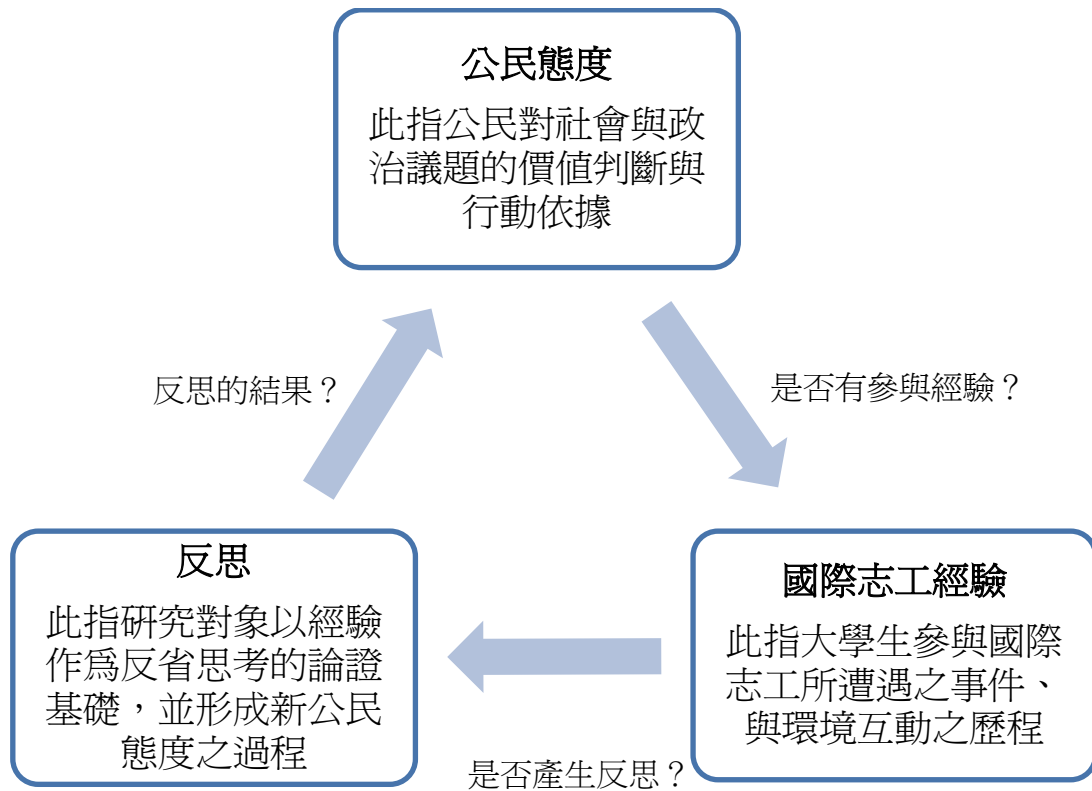 公民態度
此指公民對社會與政
治議題的價值判斷與
行動依據
反思的結果？
是否有參與經驗？
反思
此指研究對象以經驗
作為反省思考的論證
基礎，並形成新公民
態度之過程
國際志工經驗
此指大學生參與國際
志工所遭遇之事件、
與環境互動之歷程
是否產生反思？